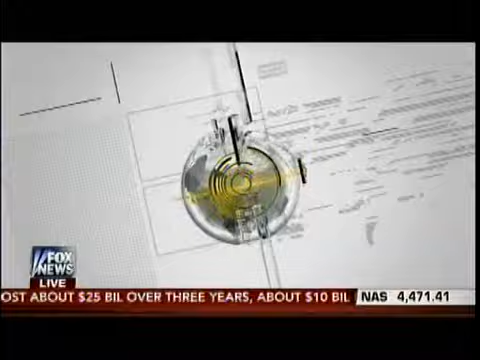 FOX
NEWS
LIVE
OST ABOUT $25 BIL OVER THREE YEARS, ABOUT $10 BIL NAS 4,471.41